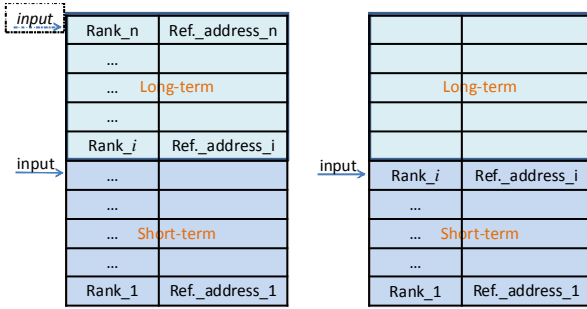 input
Rank_n Ref._address_n
...
... Long-term
...
Rank_i Ref._address_i
input
...
...
... Short-term
...
Rank_1 Ref._address_1
Long-term
input
Rank_i Ref._address_i
...
... Short-term
...
Rank_1 Ref._address_1